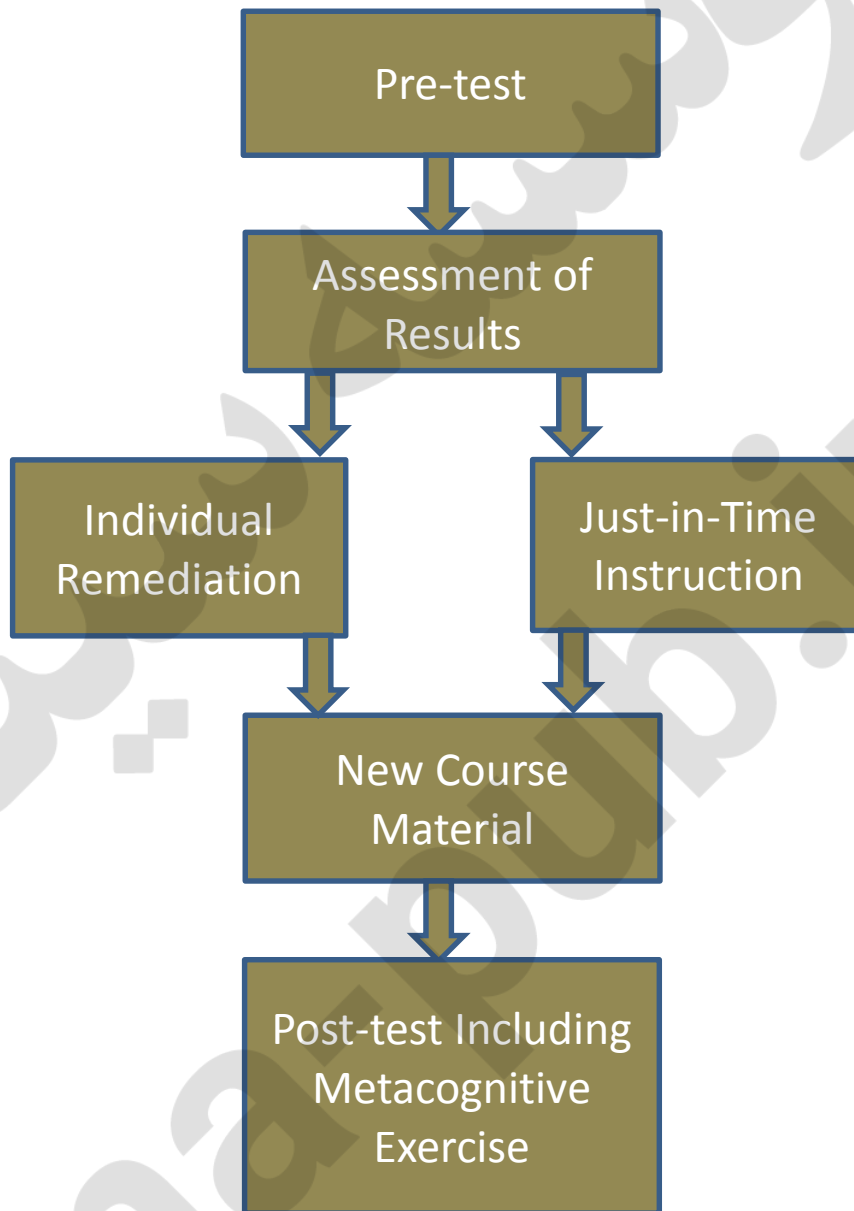 Pre-test
Assessment of
Results
Individual
Remediation
Just-in-Time
Instruction
New Course
Material
Post-test Including
Metacognitive
Exercise